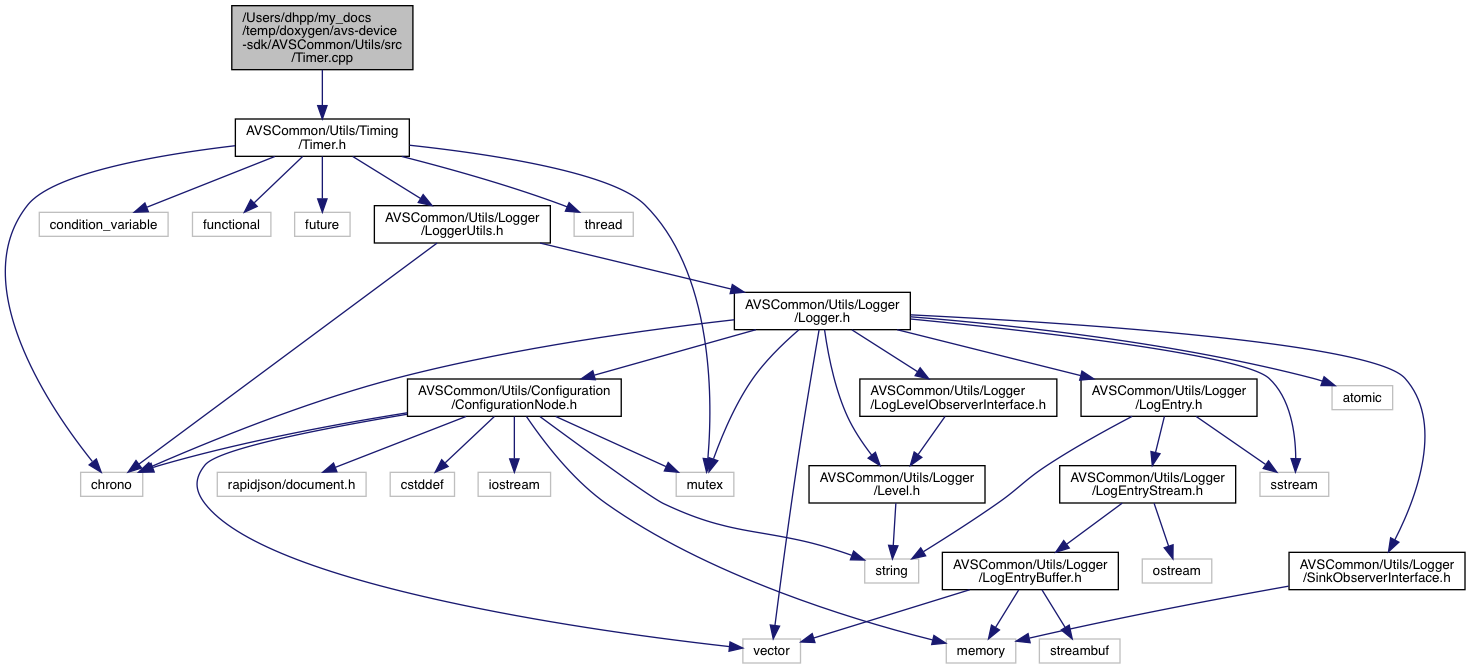 /Users/dhpp/my_docs
/temp/doxygen/avs-device
-sdk/AVSCommon/Utils/src
/Timer.cpp
AVSCommon/Utils/Timing
/Timer.h
condition_variable
functional
future
AVSCommon/Utils/Logger
/LoggerUtils.h
thread
AVSCommon/Utils/Logger
/Logger.h
AVSCommon/Utils/Configuration
/ConfigurationNode.h
AVSCommon/Utils/Logger
/LogLevelObserverInterface.h
AVSCommon/Utils/Logger
/LogEntry.h
atomic
chrono
rapidjson/document.h
cstddef
iostream
mutex
AVSCommon/Utils/Logger
/Level.h
AVSCommon/Utils/Logger
/LogEntryStream.h
sstream
string
AVSCommon/Utils/Logger
/LogEntryBuffer.h
ostream
AVSCommon/Utils/Logger
/SinkObserverInterface.h
vector
memory
streambuf